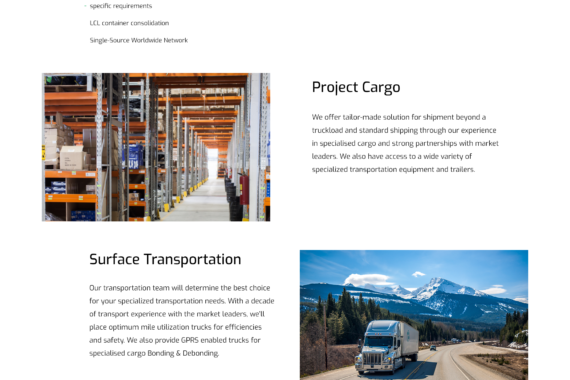 specific requirements
LCL container consolidation
Single-Source Worldwide Network
Project Cargo
We offer tailor-made solution for shipment beyond a
truckload and standard shipping through our experience
in specialised cargo and strong partnerships with market
leaders. We also have access to a wide variety of
specialized transportation equipment and trailers.
Surface Transportation
Our transportation team will determine the best choice
for your specialized transportation needs. With a decade
of transport experience with the market leaders, we'll
place optimum mile utilization trucks for efficiencies
and safety. We also provide GPRS enabled trucks for
specialised cargo Bonding & Debonding.